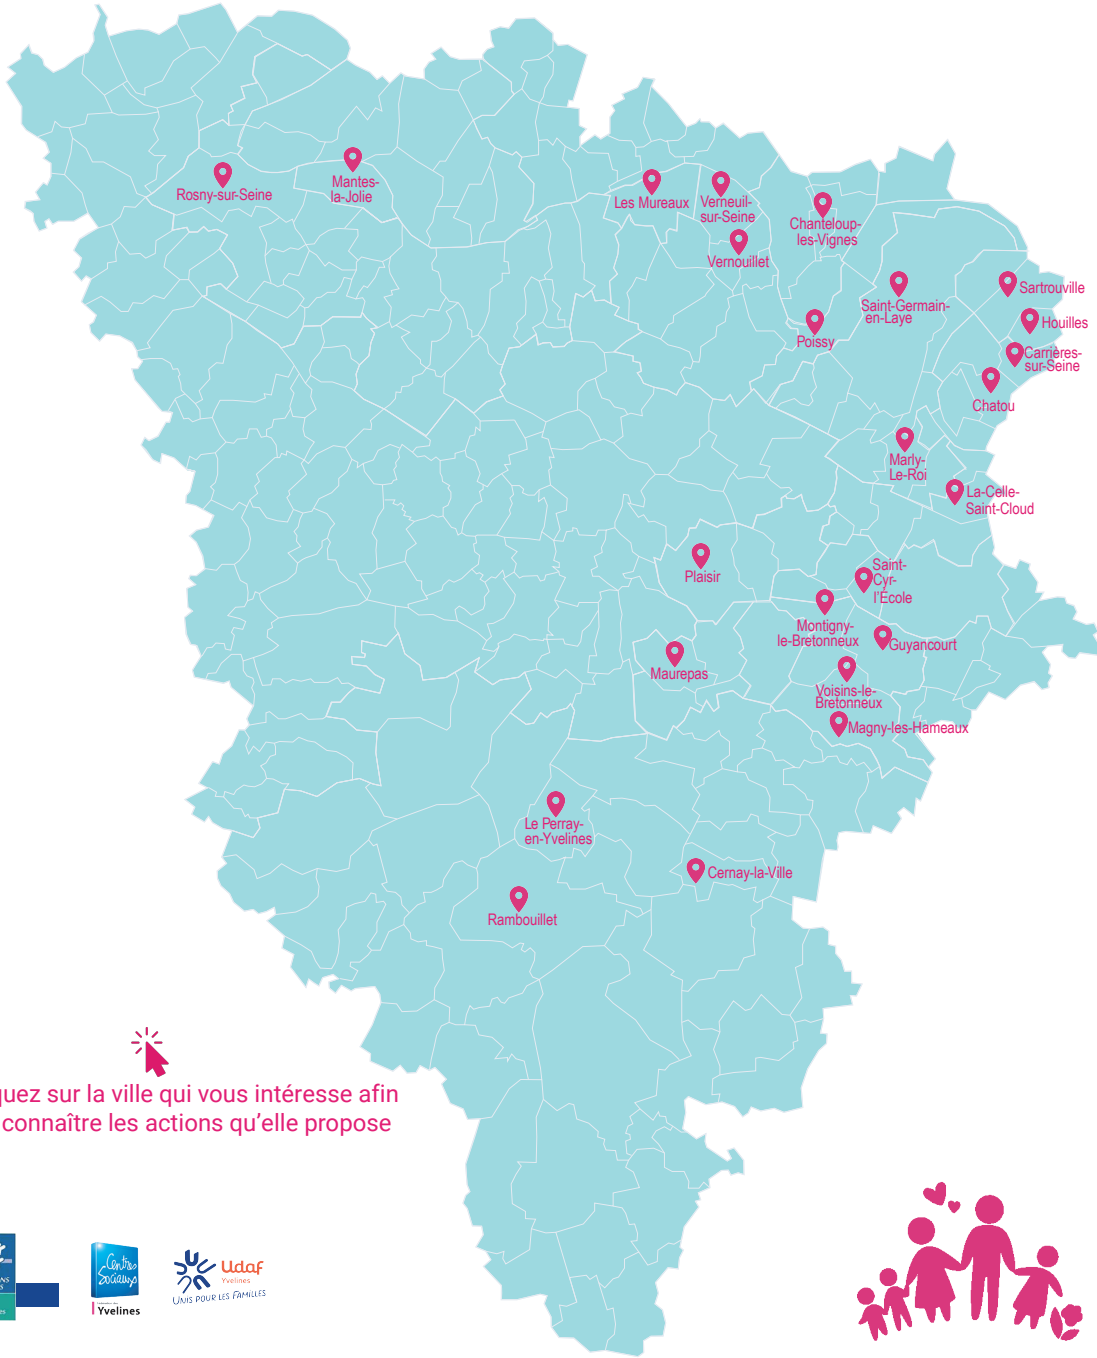 Rosny-sur-Seine
Mantes-
la-Jolie
Les Mureaux
Verneuil-
sur-Seine
Vernouillet
Chanteloup-
les-Vignes
Saint-Germain-
en-Laye
Poissy
Sartrouville
Houilles
Carrières-
sur-Seine
Chatou
Marly-
Le-Roi
La-Celle-
Saint-Cloud
Plaisir
Saint-
Cyr-
l'École
Montigny-
le-Bretonneux
Guyancourt
Maurepas
Voisins-le-
Bretonneux
Magny-les-Hameaux
Le Perray-
en-Yvelines
Cernay-la-Ville
Rambouillet
quez sur la ville qui vous intéresse afin
connaître les actions qu'elle propose
Centres
Sociaux
Yvelines
Udaf
Yvelines
UNIS POUR LES FAMILLES